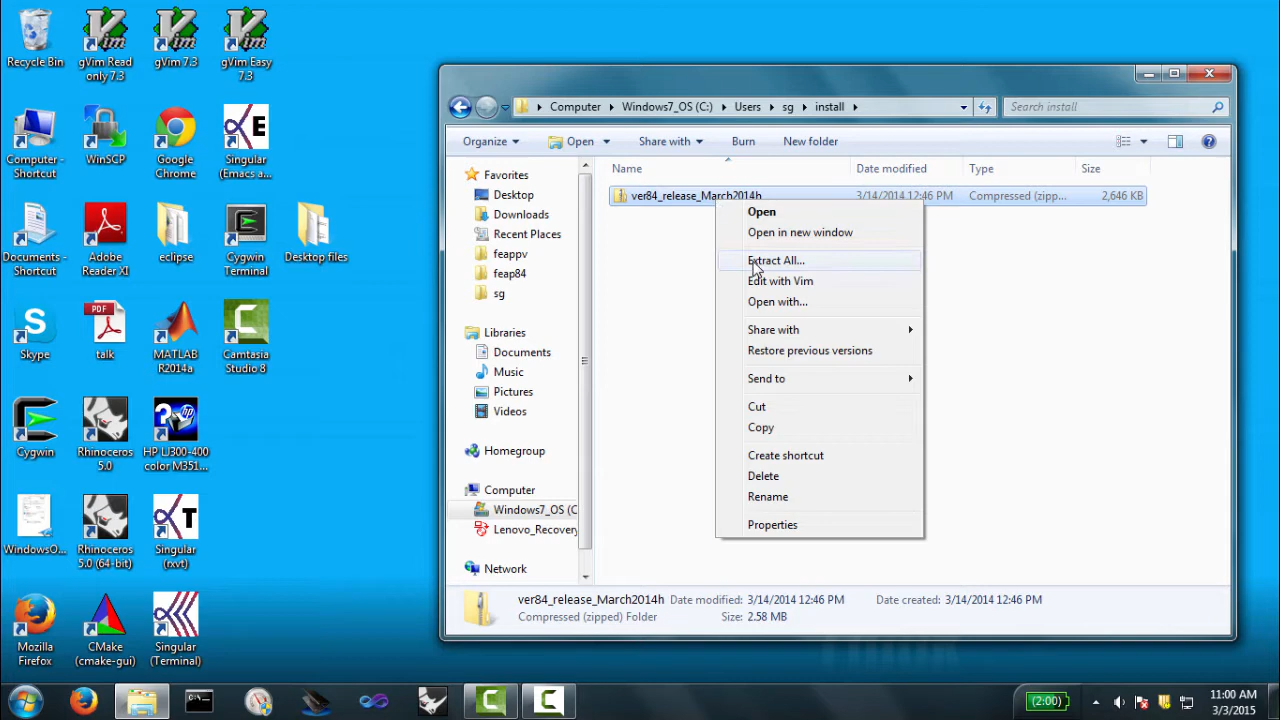 Recycle Bin
gVim Read only 7.3
gVim 7.3
gVim Easy 7.3
Computer - Shortcut
WinSCP
Google Chrome
Singular (Emacs a...
Documents - Shortcut
Adobe Reader XI
eclipse
Cygwin Terminal
Desktop files
Skype
PDF
talk
MATLAB R2014a
Camtasia Studio 8
Cygwin
Rhinoceros 5.0
HP LJ300-400 color M351...
WindowsO...
Rhinoceros 5.0 (64-bit)
Singular (rxvt)
Mozilla Firefox
CMake (cmake-gui)
Singular (Terminal)
Computer
Windows7_OS (C:)
Users
sg
install
Search install
Organize
Open
Share with
Burn
New folder
Favorites
Desktop
Downloads
Recent Places
feappv
feap84
sg
Libraries
Documents
Music
Pictures
Videos
Homegroup
Computer
Windows7_OS (C
Lenovo_Recovery
Network
Name
Date modified
Type
Size
ver84_release_March2014h
3/14/2014 12:46 PM
Compressed (zipp...
2,646 KB
Open
Open in new window
Extract All...
Edit with Vim
Open with...
Share with
Restore previous versions
Send to
Cut
Copy
Create shortcut
Delete
Rename
Properties
ver84_release_March2014h Date modified: 3/14/2014 12:46 PM Date created: 3/14/2014 12:46 PM
Compressed (zipped) Folder Size: 2.58 MB
(2:00)
11:00 AM
3/3/2015